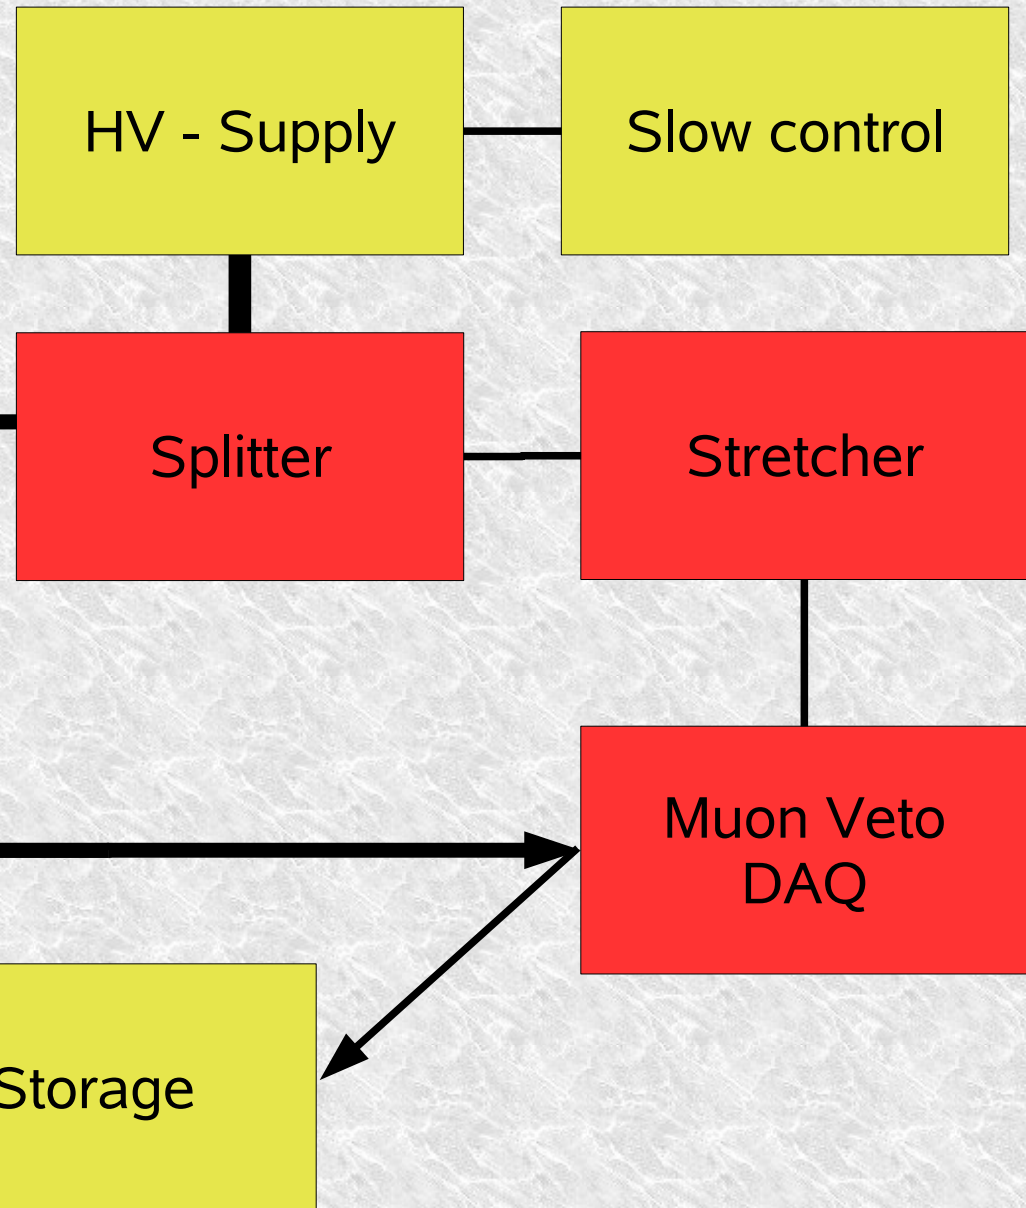 HV - Supply
Slow control
Splitter
Stretcher
Muon Veto
DAQ
Storage